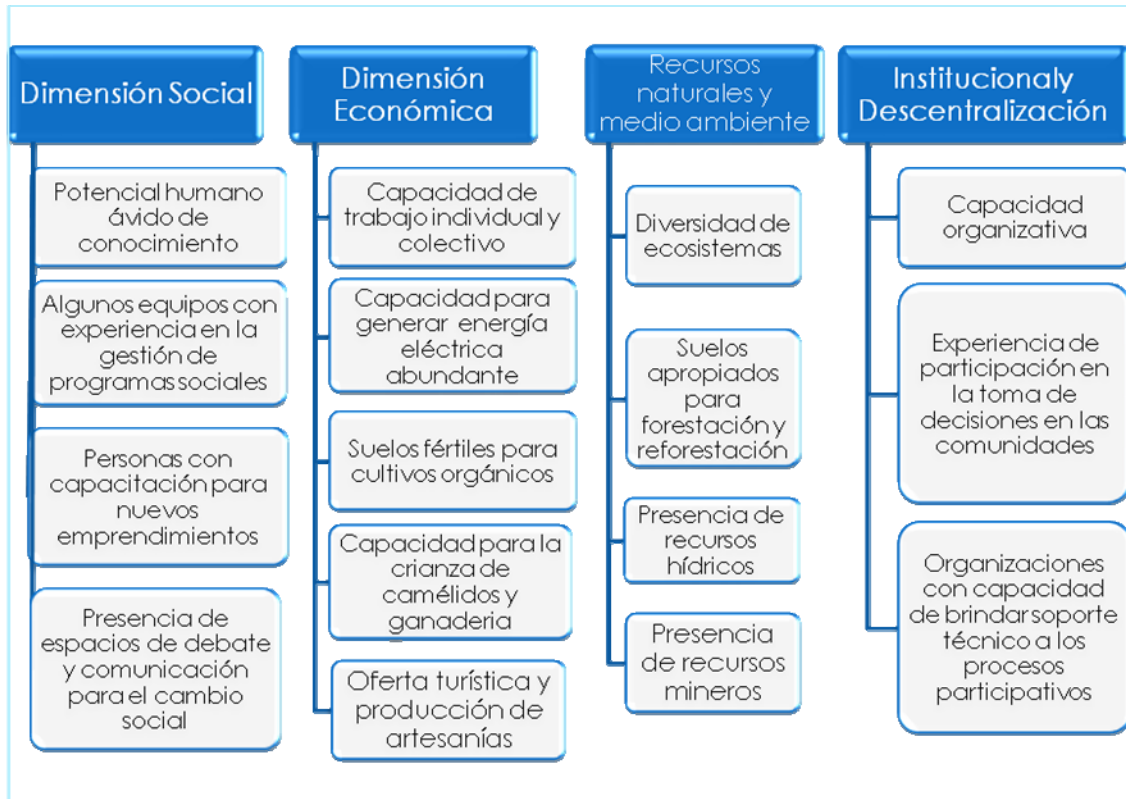 Dimensión Social
Potencial humano
ávido de
conocimiento
Algunos equipos con
experiencia en la
gestión de
programas sociales
Personas con
capacitación para
nuevos
emprendimientos
Presencia de
espacios de debate
y comunicación
para el cambio
social
Dimensión
Económica
Capacidad de
trabajo individual y
colectivo
Capacidad para
generar energía
eléctrica
abundante
Suelos fértiles para
cultivos orgánicos
Capacidad para la
crianza de
camélidos y
ganaderia
Oferta turística y
producción de
artesanías
Recursos
naturales y
medio ambiente
Diversidad de
ecosistemas
Suelos
apropiados
para
forestación y
reforestación
Presencia de
recursos
hídricos
Presencia
de recursos
mineros
Institucionaly
Descentralización
Capacidad
organizativa
Experiencia de
participación en
la toma de
decisiones en las
comunidades
Organizaciones
con capacidad
de brindar soporte
técnico a los
procesos
participativos